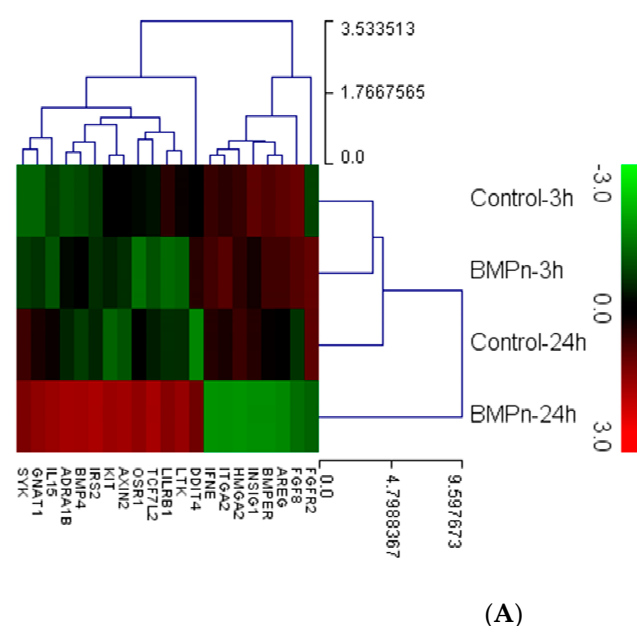 3.533513
1.7667565
0.0
Control-3h
BMPn-3h
Control-24h
BMPn-24h
-3.0
0.0
3.0
SYK
GNAT1
IL15
ADRA1B
BMP4
IRS2
KIT
AXIN2
OSR1
TCF7L2
LILRB1
LTK
DDIT4
IFNE
ITGA2
HMGA2
INSIG1
BMPER
AREG
FGF8
FGFR2
0.0
4.7988367
9.597673
(A)